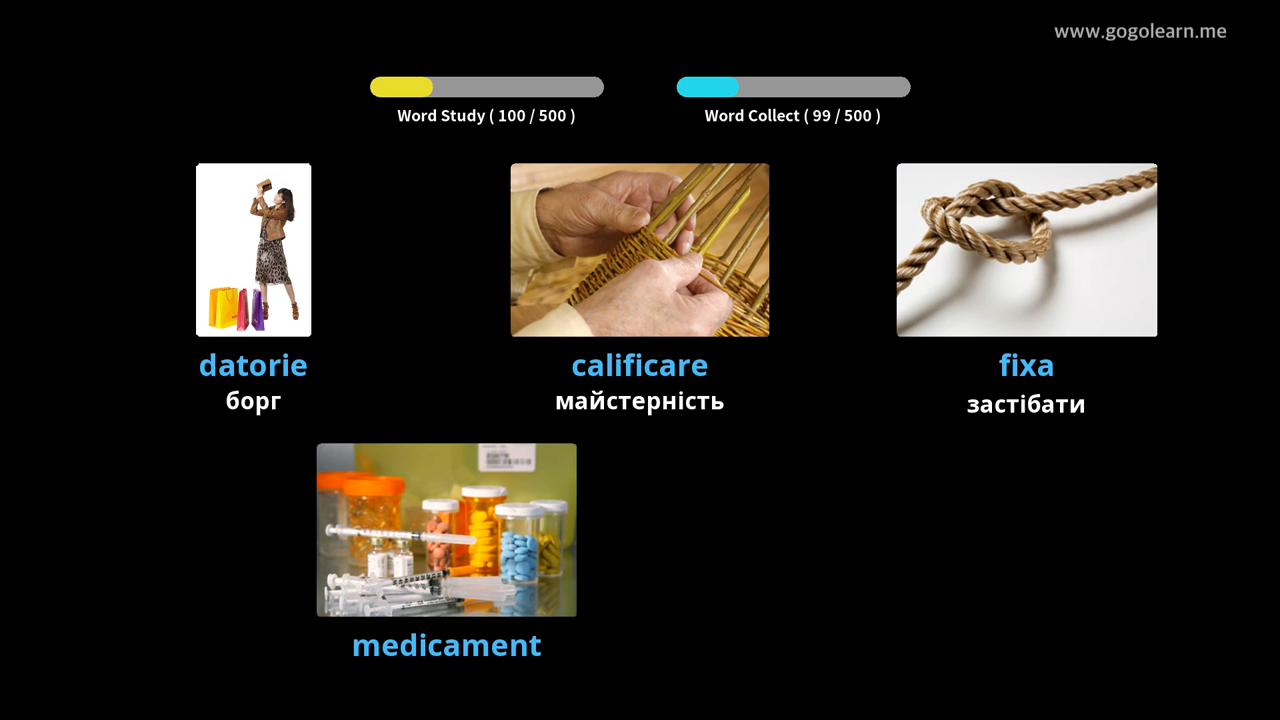 www.gogolearn.me
Word Study ( 100 / 500 )
Word Collect ( 99 / 500 )
datorie
борг
calificare
майстерність
fixa
застібати
medicament